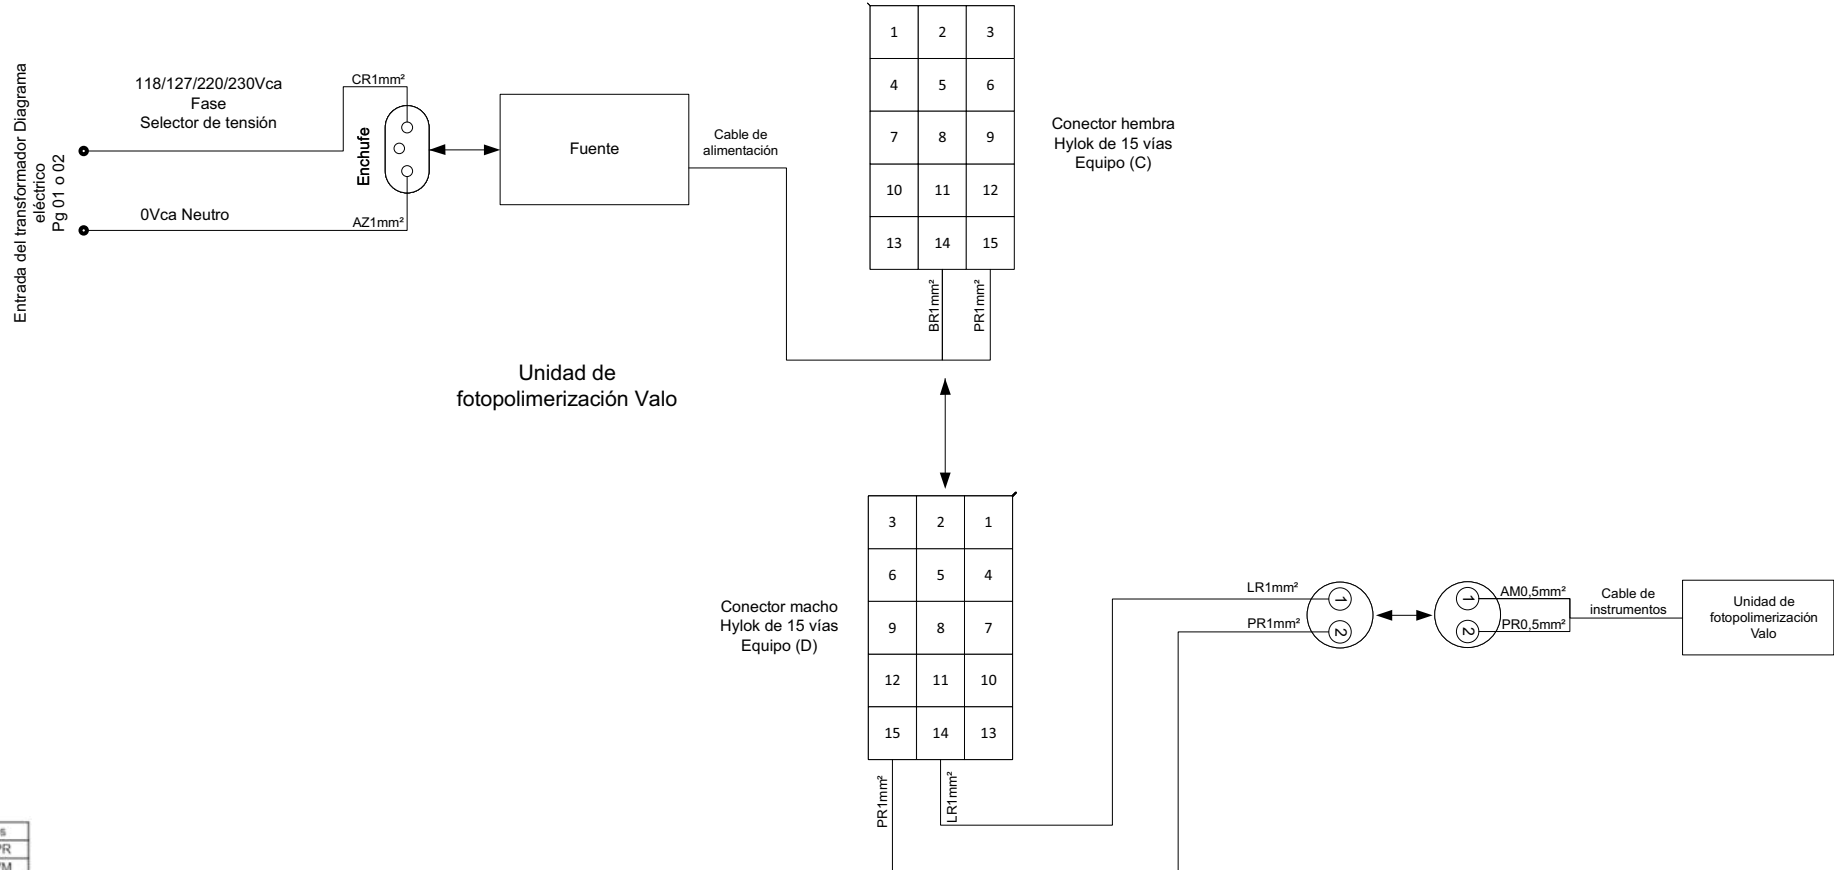 Entrada del transformador Diagrama
eléctrico
Pg 01 o 02
118/127/220/230Vca
Fase
Selector de tensión
0Vca Neutro
CR1mm²
Enchufe
AZ1mm²
Fuente
Cable de
alimentación
1 2 3
4 5 6
7 8 9
10 11 12
13 14 15
Conector hembra
Hylok de 15 vías
Equipo (C)
BR1mm²
PR1mm²
Unidad de
fotopolimerización Valo
3 2 1
6 5 4
9 8 7
12 11 10
15 14 13
Conector macho
Hylok de 15 vías
Equipo (D)
PR1mm²
LR1mm²
LR1mm²
PR1mm²
1
2
1
2
AM0,5mm²
PR0,5mm²
Cable de
instrumentos
Unidad de
fotopolimerización
Valo